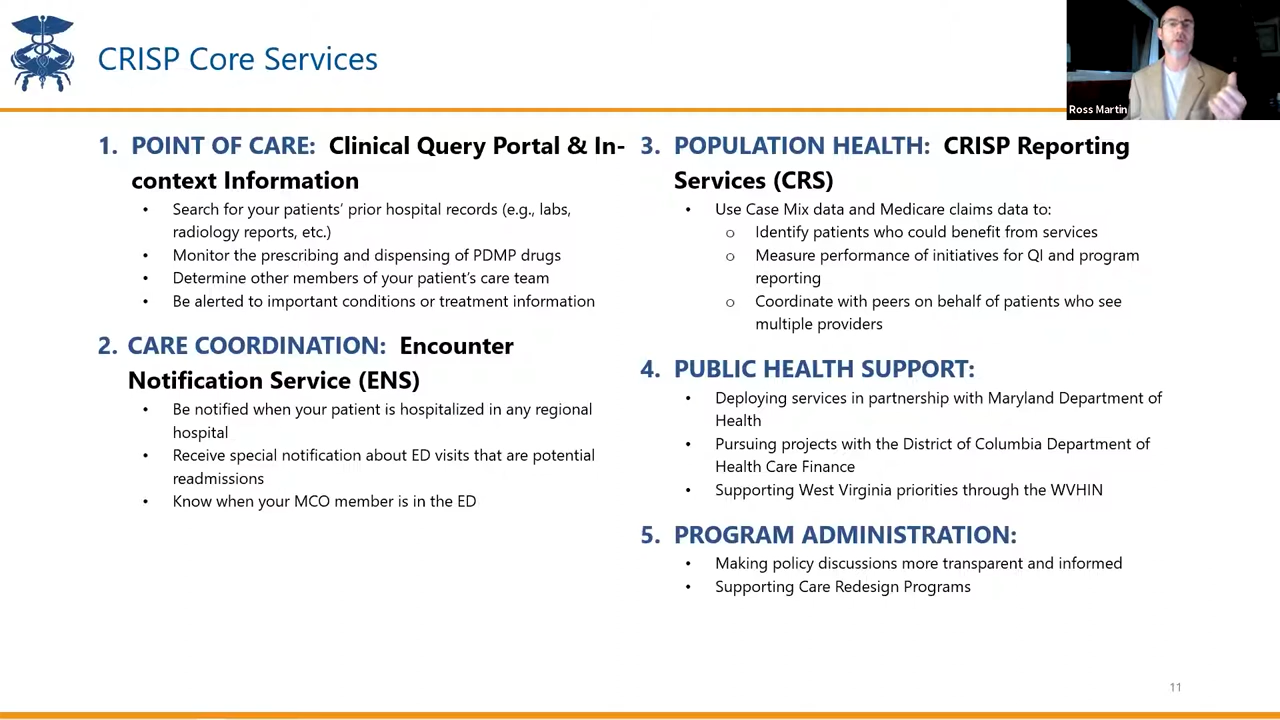 CRISP Core Services
Ross Martin
1. POINT OF CARE: Clinical Query Portal & In-
context Information
• Search for your patients’ prior hospital records (e.g., labs,
radiology reports, etc.)
• Monitor the prescribing and dispensing of PDMP drugs
• Determine other members of your patient’s care team
• Be alerted to important conditions or treatment information
2. CARE COORDINATION: Encounter
Notification Service (ENS)
• Be notified when your patient is hospitalized in any regional
hospital
• Receive special notification about ED visits that are potential
readmissions
• Know when your MCO member is in the ED
3. POPULATION HEALTH: CRISP Reporting
Services (CRS)
• Use Case Mix data and Medicare claims data to:
o Identify patients who could benefit from services
o Measure performance of initiatives for QI and program
reporting
o Coordinate with peers on behalf of patients who see
multiple providers
4. PUBLIC HEALTH SUPPORT:
• Deploying services in partnership with Maryland Department of
Health
• Pursuing projects with the District of Columbia Department of
Health Care Finance
• Supporting West Virginia priorities through the WVHIN
5. PROGRAM ADMINISTRATION:
• Making policy discussions more transparent and informed
• Supporting Care Redesign Programs
11